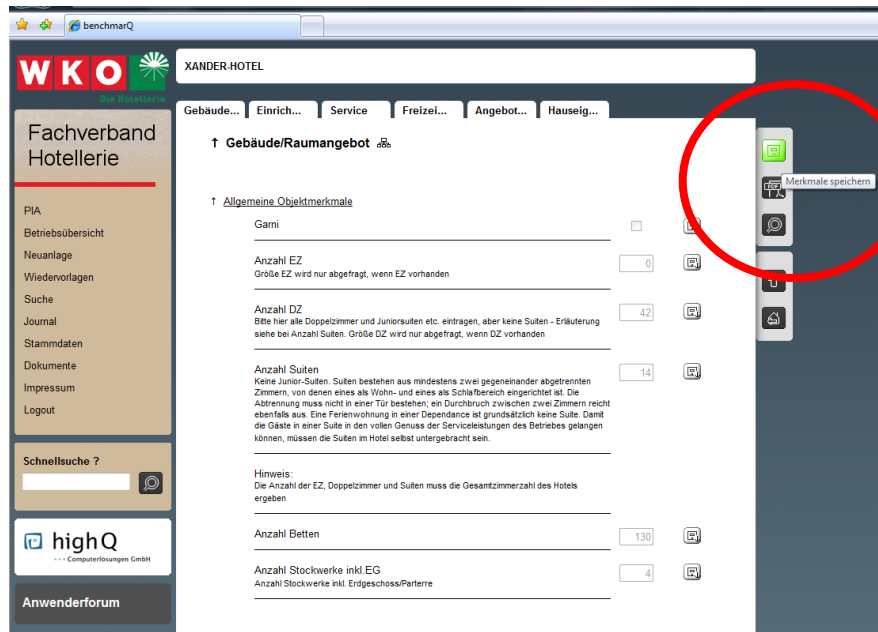 benchmarQ
WKO
Die Hotellerie
XANDER-HOTEL
Gebäude... Einrich... Service Freizei... Angebot... Hauseig...
Fachverband
Hotellerie
PIA
Betriebsübersicht
Neuanlage
Wiedervorlagen
Suche
Journal
Stammdaten
Dokumente
Impressum
Logout
Schnellsuche ?
highQ
Computerlösungen GmbH
Anwenderforum
↑ Gebäude/Raumangebot
↑ Allgemeine Objektmerkmale
Garni
Anzahl EZ 0
Größe EZ wird nur abgefragt, wenn EZ vorhanden
Anzahl DZ 42
Bitte hier alle Doppelzimmer und Juniorsuiten etc. eintragen, aber keine Suiten - Erläuterung
siehe bei Anzahl Suiten. Größe DZ wird nur abgefragt, wenn DZ vorhanden
Anzahl Suiten 14
Keine Junior-Suiten. Suiten bestehen aus mindestens zwei gegeneinander abgetrennten
Zimmern, von denen eines als Wohn- und eines als Schlafbereich eingerichtet ist. Die
Abtrennung muss nicht in einer Tür bestehen; ein Durchbruch zwischen zwei Zimmern reicht
ebenfalls aus. Eine Ferienwohnung in einer Dependance ist grundsätzlich keine Suite. Damit
die Gäste in einer Suite in den vollen Genuss der Serviceleistungen des Betriebes gelangen
können, müssen die Suiten im Hotel selbst untergebracht sein.
Hinweis:
Die Anzahl der EZ, Doppelzimmer und Suiten muss die Gesamtzimmerzahl des Hotels
ergeben
Anzahl Betten 130
Anzahl Stockwerke inkl.EG 4
Anzahl Stockwerke inkl. Erdgeschoss/Parterre
Merkmale speichern